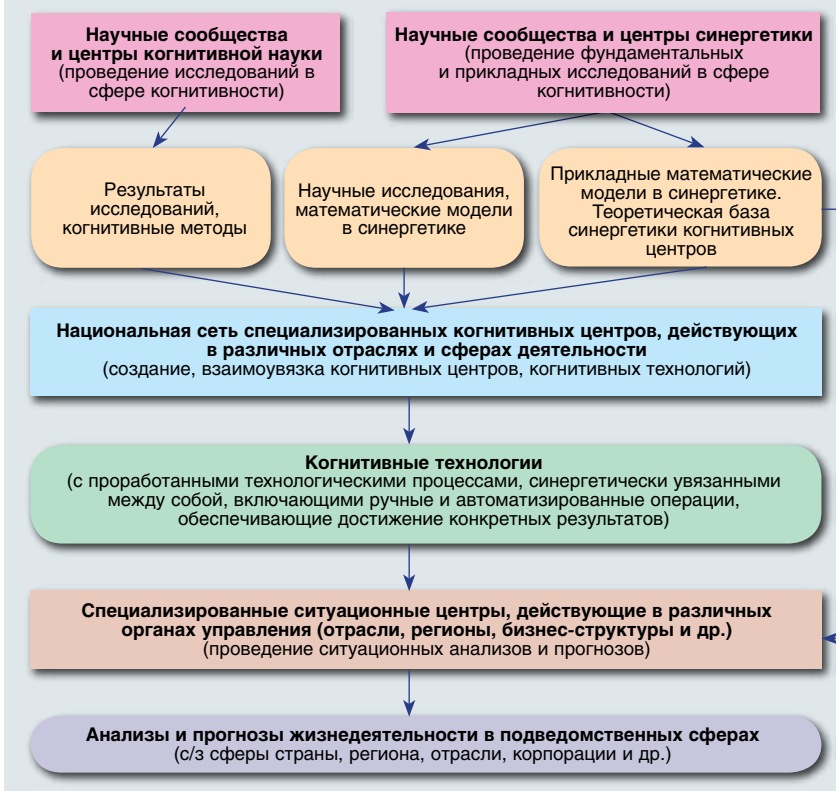 Научные сообщества
и центры когнитивной науки
(проведение исследований в
сфере когнитивности)
Научные сообщества и центры синергетики
(проведение фундаментальных
и прикладных исследований в сфере
когнитивности)
Результаты
исследований,
когнитивные методы
Научные исследования,
математические модели
в синергетике
Прикладные математические
модели в синергетике.
Теоретическая база
синергетики когнитивных
центров
Национальная сеть специализированных когнитивных центров, действующих
в различных отраслях и сферах деятельности
(создание, взаимоувязка когнитивных центров, когнитивных технологий)
Когнитивные технологии
(с проработанными технологическими процессами, синергетически увязанными
между собой, включающими ручные и автоматизированные операции,
обеспечивающие достижение конкретных результатов)
Специализированные ситуационные центры, действующие в различных
органах управления (отрасли, регионы, бизнес-структуры и др.)
(проведение ситуационных анализов и прогнозов)
Анализы и прогнозы жизнедеятельности в подведомственных сферах
(с/з сферы страны, региона, отрасли, корпорации и др.)